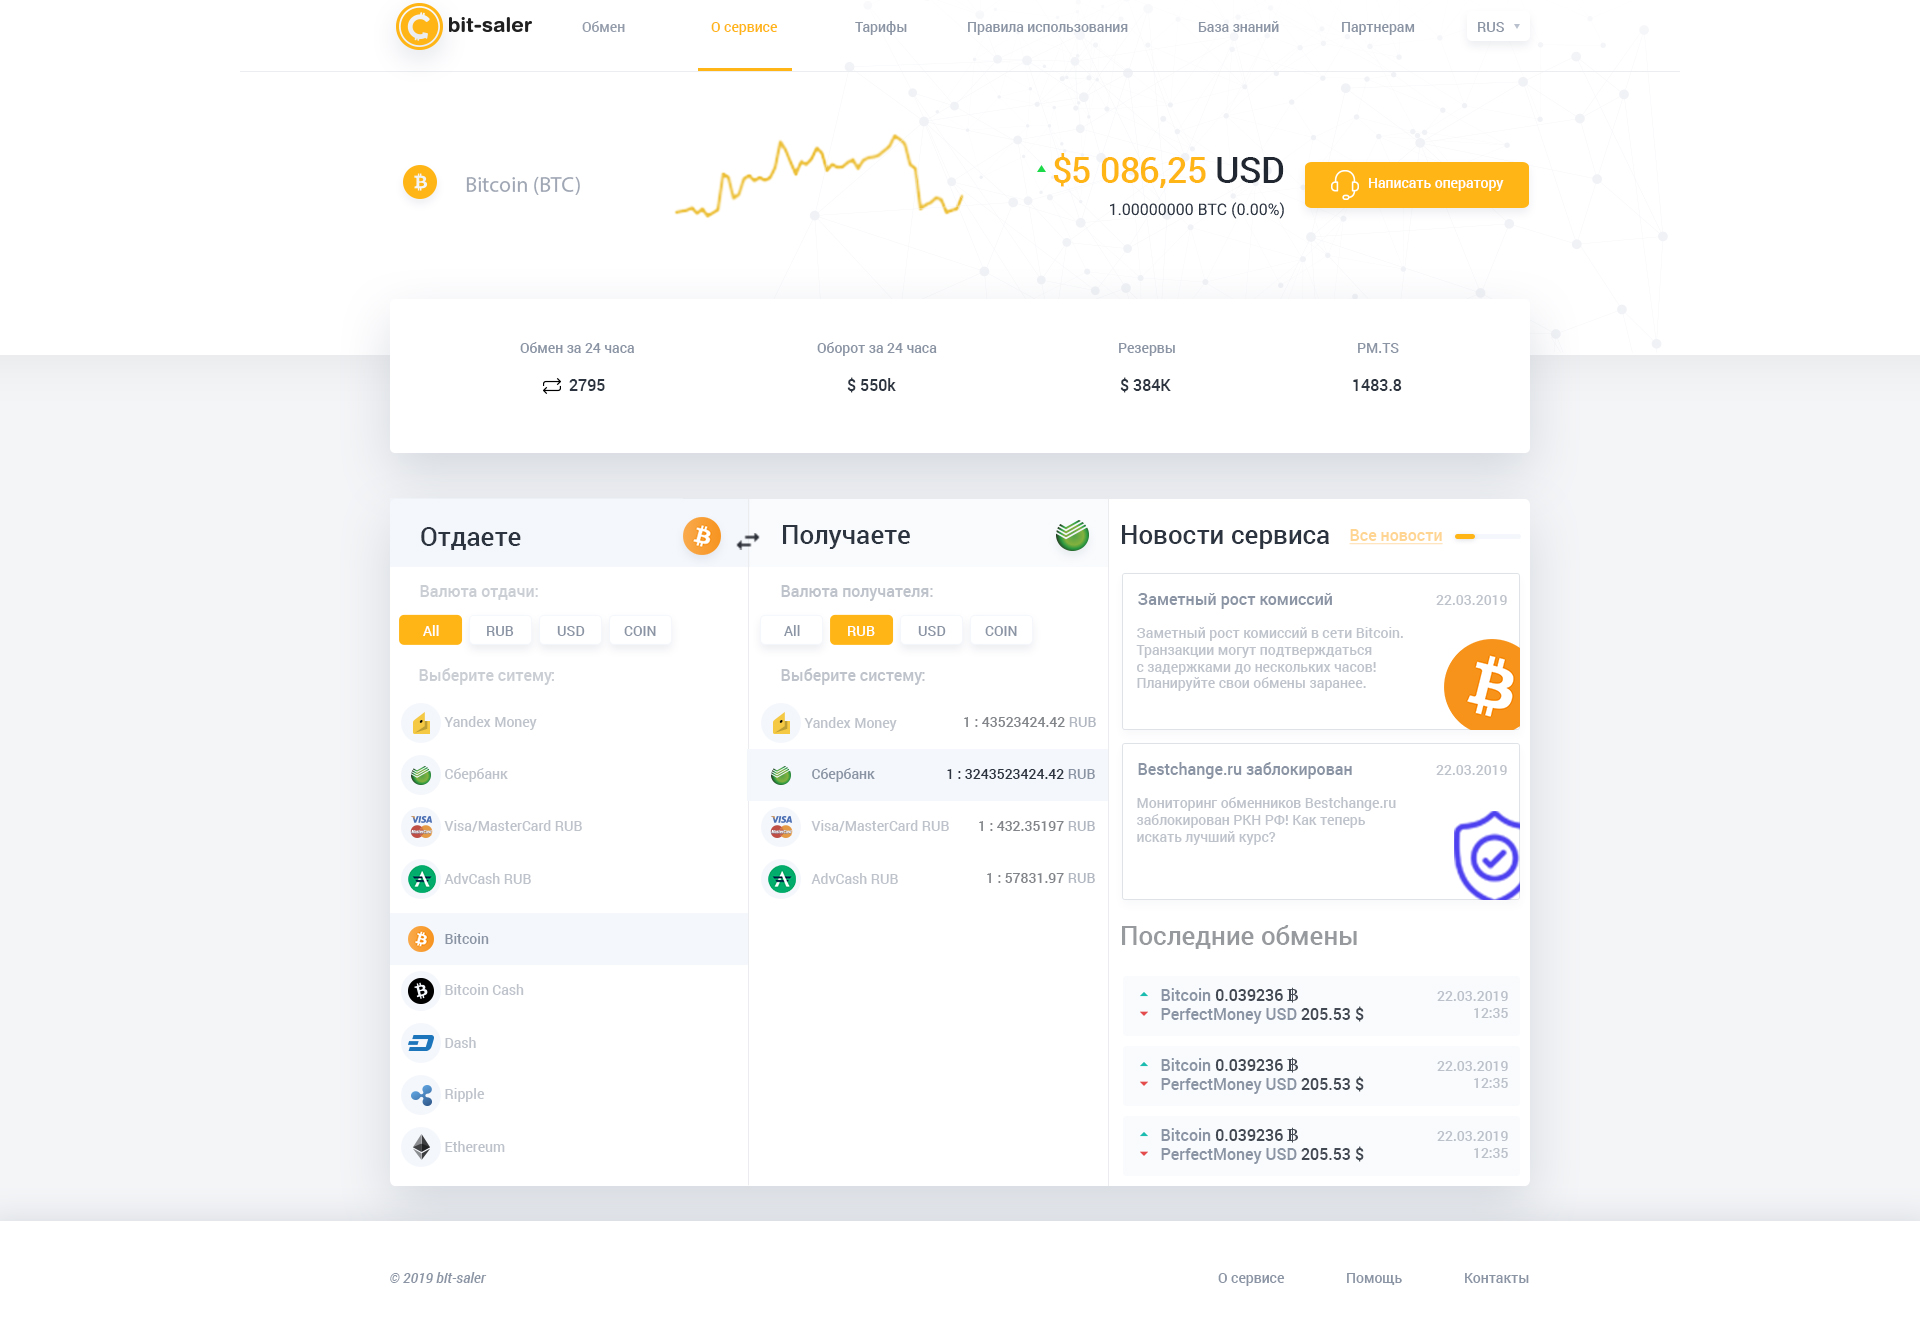 bit-saler
Обмен
О сервисе
Тарифы
Правила использования
База знаний
Партнерам
RUS
Bitcoin (BTC)
$5 086,25 USD
1.00000000 BTC (0.00%)
Написать оператору
Обмен за 24 часа
2795
Оборот за 24 часа
$ 550k
Резервы
$ 384K
PM.TS
1483.8
Отдаете
Валюта отдачи:
All
RUB
USD
COIN
Выберите ситему:
Yandex Money
Сбербанк
VISA
Visa/MasterCard RUB
AdvCash RUB
Bitcoin
Bitcoin Cash
Dash
Ripple
Ethereum
Получаете
Валюта получателя:
All
RUB
USD
COIN
Выберите систему:
Yandex Money 1 : 43523424.42 RUB
Сбербанк 1 : 3243523424.42 RUB
VISA
Visa/MasterCard RUB 1 : 432.35197 RUB
AdvCash RUB 1 : 57831.97 RUB
Новости сервиса
Все новости
Заметный рост комиссий 22.03.2019
Заметный рост комиссий в сети Bitcoin.
Транзакции могут подтверждаться
с задержками до нескольких часов!
Планируйте свои обмены заранее.
Bestchange.ru заблокирован 22.03.2019
Мониторинг обменников Bestchange.ru
заблокирован РКН РФ! Как теперь
искать лучший курс?
Последние обмены
Bitcoin 0.039236 ₿ 22.03.2019
PerfectMoney USD 205.53 $ 12:35
Bitcoin 0.039236 ₿ 22.03.2019
PerfectMoney USD 205.53 $ 12:35
Bitcoin 0.039236 ₿ 22.03.2019
PerfectMoney USD 205.53 $ 12:35
© 2019 bIt-saler
О сервисе
Помощь
Контакты